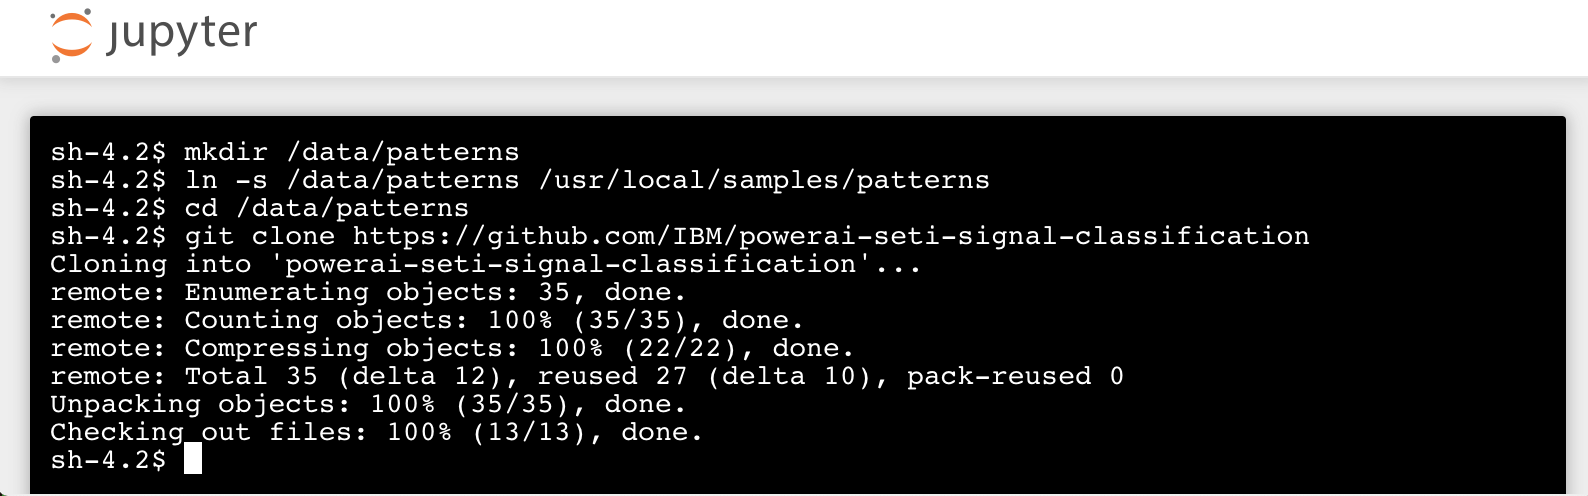 jupyter
sh-4.2$ mkdir /data/patterns
sh-4.2$ ln -s /data/patterns /usr/local/samples/patterns
sh-4.2$ cd /data/patterns
sh-4.2$ git clone https://github.com/IBM/powerai-seti-signal-classification
Cloning into 'powerai-seti-signal-classification'...
remote: Enumerating objects: 35, done.
remote: Counting objects: 100% (35/35), done.
remote: Compressing objects: 100% (22/22), done.
remote: Total 35 (delta 12), reused 27 (delta 10), pack-reused 0
Unpacking objects: 100% (35/35), done.
Checking out files: 100% (13/13), done.
sh-4.2$